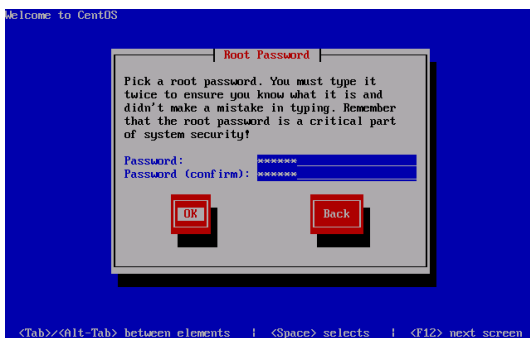 Welcome to CentOS
Root Password
Pick a root password. You must type it
twice to ensure you know what it is and
didn't make a mistake in typing. Remember
that the root password is a critical part
of system security!
Password: ******
Password (confirm): ******
OK Back
<Tab>/<Alt-Tab> between elements | <Space> selects | <F12> next screen